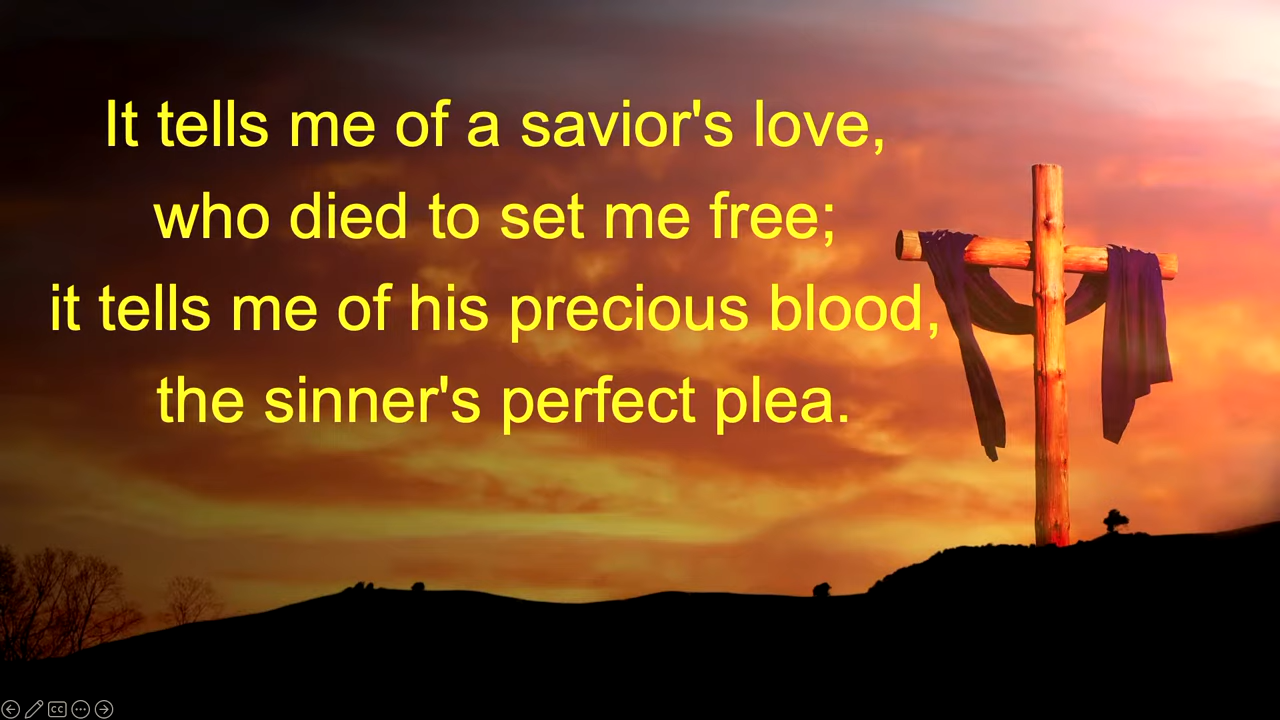 It tells me of a savior's love,
who died to set me free;
it tells me of his precious blood,
the sinner's perfect plea.
CC